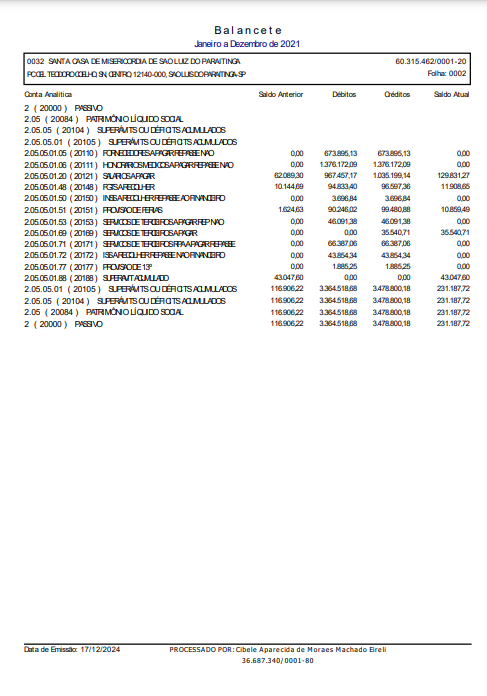 Balancete
Janeiro a Dezembro de 2021
0032 SANTA CASA DE MISERICORDIA DE SAO LUIZ DO PARAITINGA 60.315.462/0001-20
PC CEL TEODORO COELHO, SN, CENTRO, 12140-000, SAO LUIS DO PARAITINGA-SP Folha: 0002
Conta Analítica Saldo Anterior Débitos Créditos Saldo Atual
2 ( 20000 ) PASSIVO
2.05 ( 20084 ) PATRIMÔNIO LÍQUIDO SOCIAL
2.05.05 ( 20104 ) SUPERÁVITS OU DÉFICITS ACUMULADOS
2.05.05.01 ( 20105 ) SUPERÁVITS OU DÉFICITS ACUMULADOS
2.05.05.01.05 ( 20110 ) FORNECEDORES A PAGAR REPASSE NAO 0,00 673.895,13 673.895,13 0,00
2.05.05.01.06 ( 20111 ) HONORARIOS MEDICOS A PAGAR REPASSE NAO 0,00 1.376.172,09 1.376.172,09 0,00
2.05.05.01.20 ( 20121 ) SALARIOS A PAGAR 62.089,30 967.457,17 1.035.199,14 129.831,27
2.05.05.01.48 ( 20148 ) FGTS A RECOLHER 10.144,69 94.833,40 96.597,36 11.908,65
2.05.05.01.50 ( 20150 ) INSS A RECOLHER REPASSE AO FINANCEIRO 0,00 3.696,84 3.696,84 0,00
2.05.05.01.51 ( 20151 ) PROVISAO DE FERIAS 1.624,63 90.246,02 99.480,88 10.859,49
2.05.05.01.53 ( 20153 ) SERVICOS DE TERCEIROS A PAGAR REP NAO 0,00 46.091,38 46.091,38 0,00
2.05.05.01.69 ( 20169 ) SERVICOS DE TERCEIROS A PAGAR 0,00 0,00 35.540,71 35.540,71
2.05.05.01.71 ( 20171 ) SERVICOS DE TERCEIROS RPA A PAGAR REPASSE 0,00 66.387,06 66.387,06 0,00
2.05.05.01.72 ( 20172 ) ISS A RECOLHER REPASSE NAO FINANCEIRO 0,00 43.854,34 43.854,34 0,00
2.05.05.01.77 ( 20177 ) PROVISAO DE 13º 0,00 1.885,25 1.885,25 0,00
2.05.05.01.88 ( 20188 ) SUPERAVIT ACUMULADO 43.047,60 0,00 0,00 43.047,60
2.05.05.01 ( 20105 ) SUPERÁVITS OU DÉFICITS ACUMULADOS 116.906,22 3.364.518,68 3.478.800,18 231.187,72
2.05.05 ( 20104 ) SUPERÁVITS OU DÉFICITS ACUMULADOS 116.906,22 3.364.518,68 3.478.800,18 231.187,72
2.05 ( 20084 ) PATRIMÔNIO LÍQUIDO SOCIAL 116.906,22 3.364.518,68 3.478.800,18 231.187,72
2 ( 20000 ) PASSIVO 116.906,22 3.364.518,68 3.478.800,18 231.187,72
Data de Emissão: 17/12/2024 PROCESSADO POR: Cibele Aparecida de Moraes Machado Eireli
36.687.340/0001-80